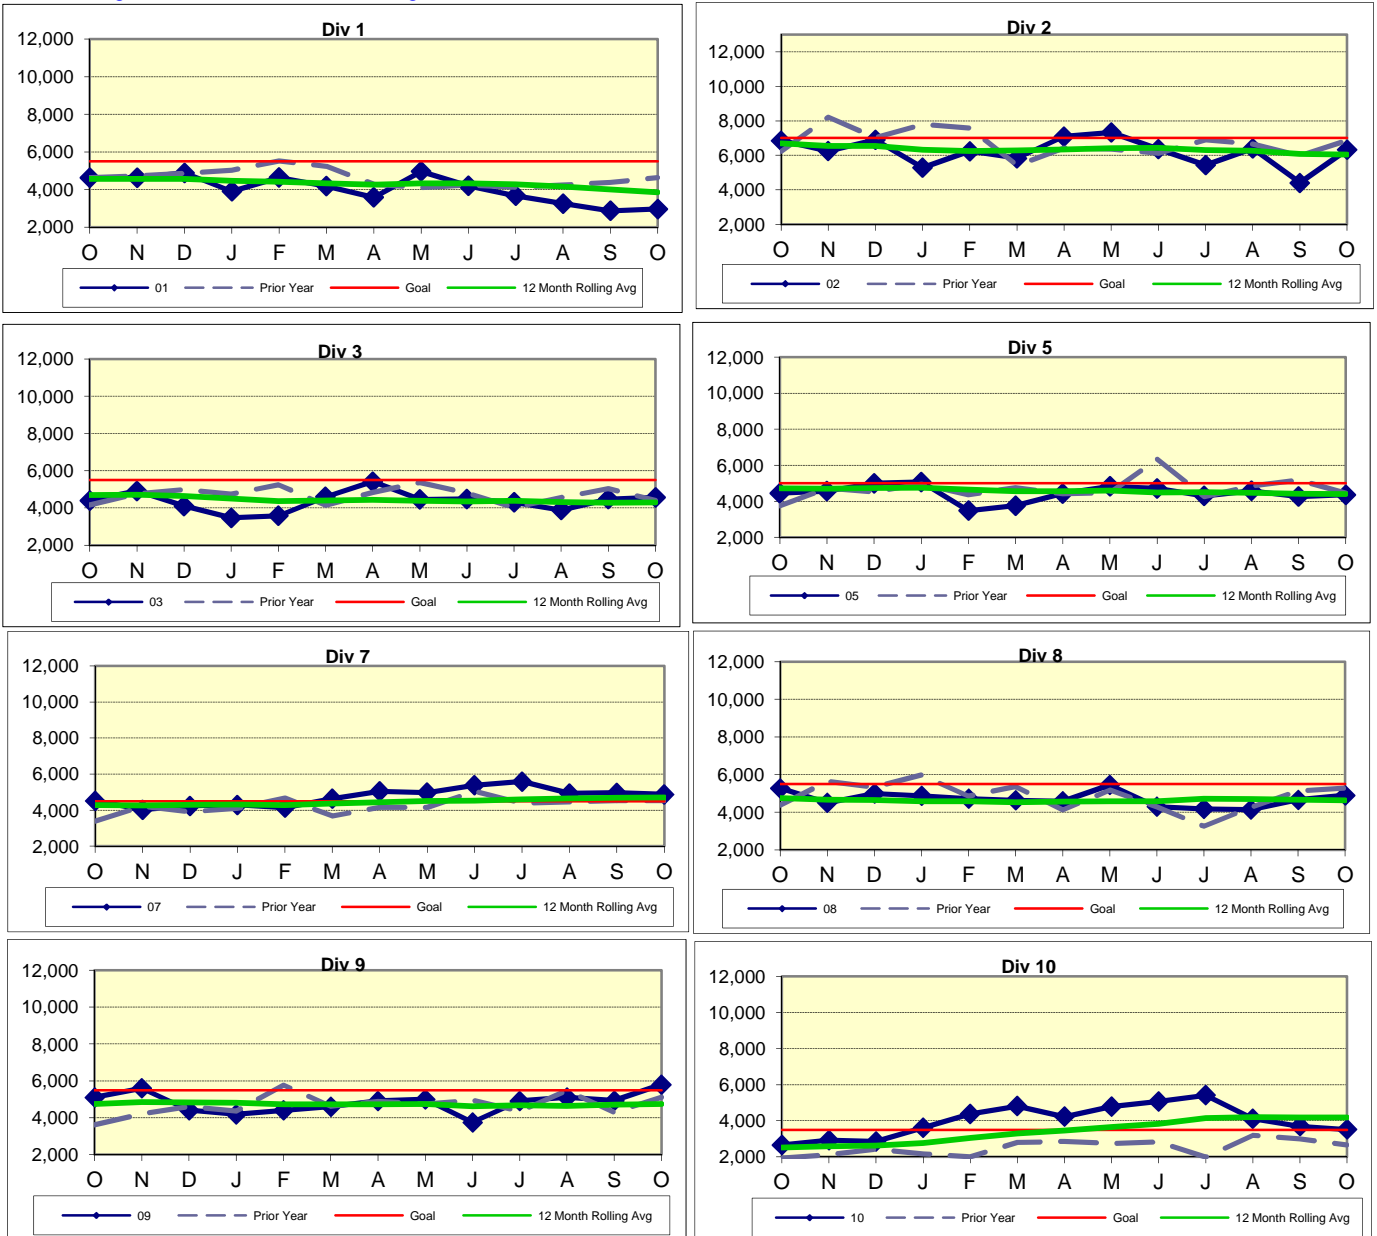 Div 1
12,000
10,000
8,000
6,000
4,000
2,000
O N D J F M A M J J A S O
01 Prior Year Goal 12 Month Rolling Avg
Div 2
12,000
10,000
8,000
6,000
4,000
2,000
O N D J F M A M J J A S O
02 Prior Year Goal 12 Month Rolling Avg
Div 3
12,000
10,000
8,000
6,000
4,000
2,000
O N D J F M A M J J A S O
03 Prior Year Goal 12 Month Rolling Avg
Div 5
12,000
10,000
8,000
6,000
4,000
2,000
O N D J F M A M J J A S O
05 Prior Year Goal 12 Month Rolling Avg
Div 7
12,000
10,000
8,000
6,000
4,000
2,000
O N D J F M A M J J A S O
07 Prior Year Goal 12 Month Rolling Avg
Div 8
12,000
10,000
8,000
6,000
4,000
2,000
O N D J F M A M J J A S O
08 Prior Year Goal 12 Month Rolling Avg
Div 9
12,000
10,000
8,000
6,000
4,000
2,000
O N D J F M A M J J A S O
09 Prior Year Goal 12 Month Rolling Avg
Div 10
12,000
10,000
8,000
6,000
4,000
2,000
O N D J F M A M J J A S O
10 Prior Year Goal 12 Month Rolling Avg